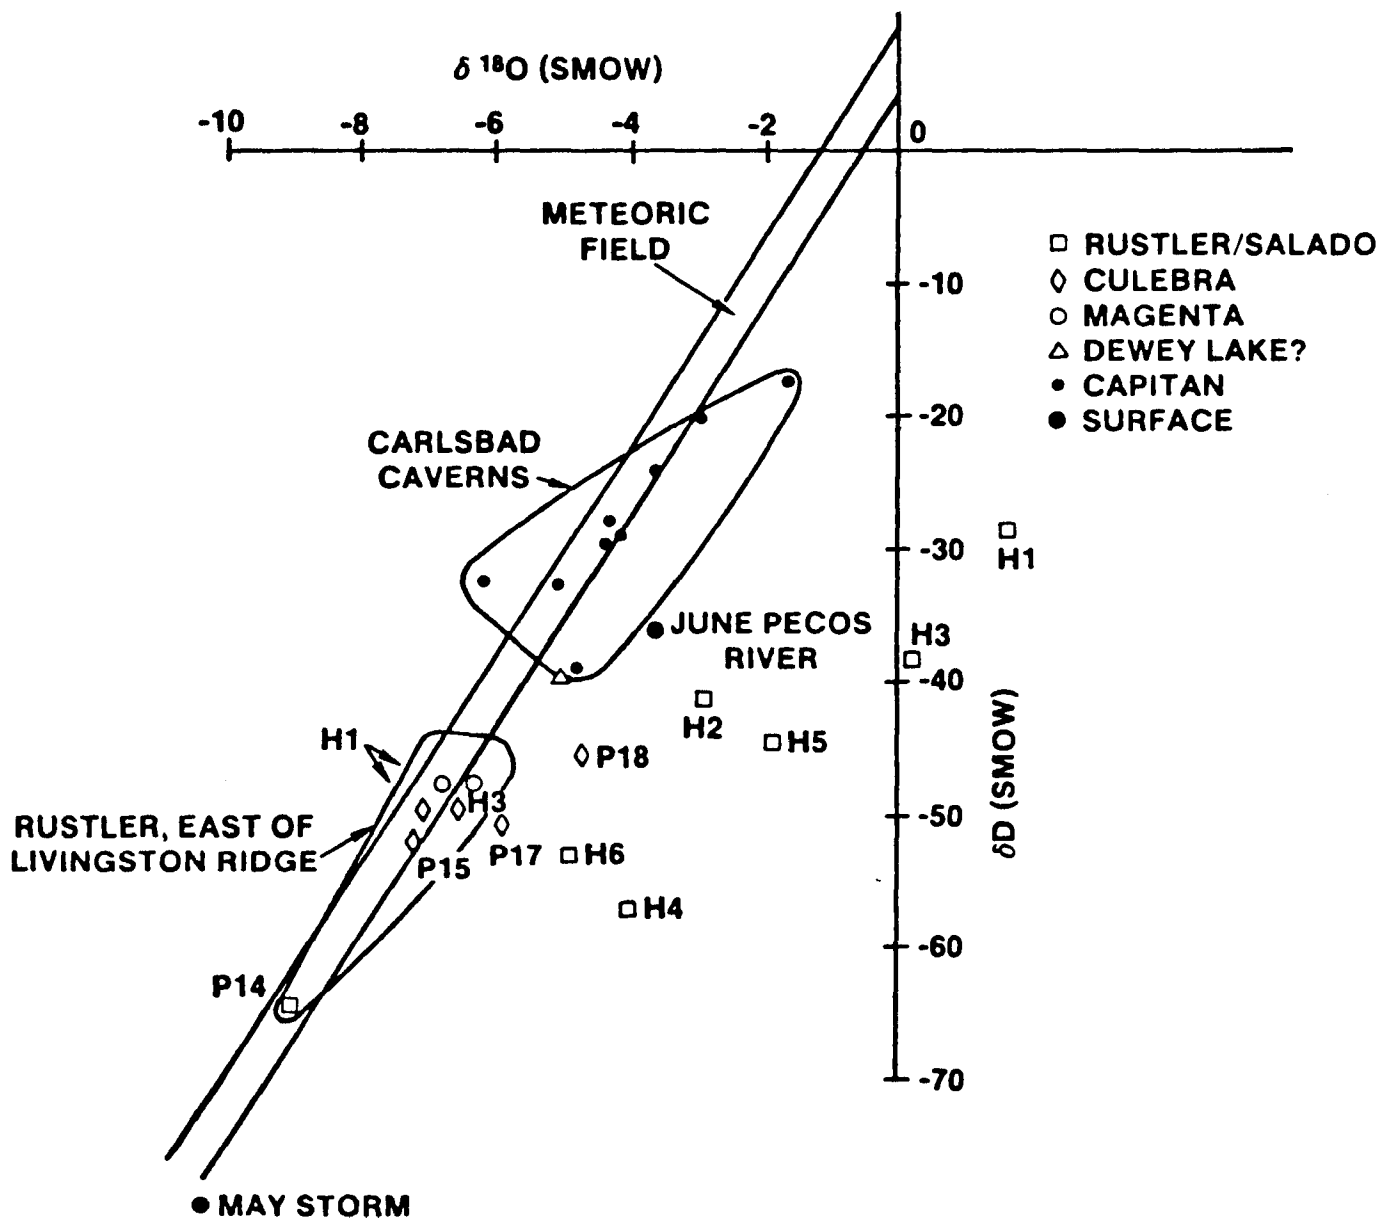 δ ¹⁸O (SMOW)
-10
-8
-6
-4
-2
0
METEORIC
FIELD
□ RUSTLER/SALADO
◊ CULEBRA
○ MAGENTA
△ DEWEY LAKE?
• CAPITAN
● SURFACE
-10
-20
CARLSBAD
CAVERNS
-30
H1
JUNE PECOS
RIVER
H3
-40
H2
H5
H1
P18
δD (SMOW)
H3
-50
RUSTLER, EAST OF
LIVINGSTON RIDGE
P15
P17
H6
H4
-60
P14
-70
MAY STORM